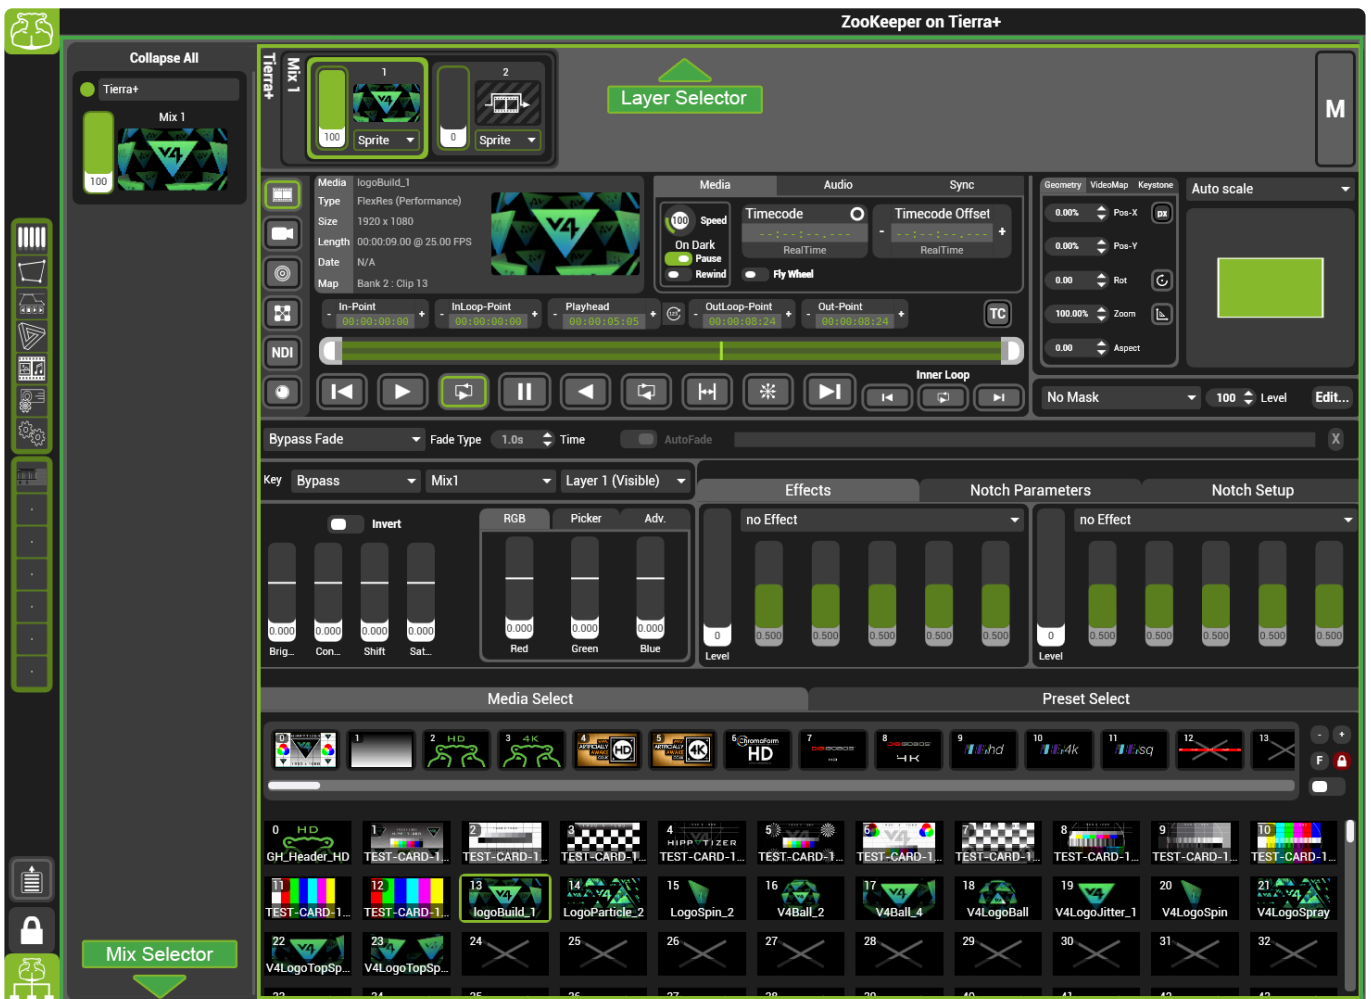 ZooKeeper on Tierra+
Collapse All
Tierra+
Mix 1
100
Tierra+
Mix 1
1
100
Sprite
2
0
Sprite
Layer Selector
M
Media logoBuild_1
Type FlexRes (Performance)
Size 1920 x 1080
Length 00:00:09.00 @ 25.00 FPS
Date N/A
Map Bank 2 : Clip 13
Media Audio Sync
100 Speed
On Dark
Pause
Rewind
Timecode
--:--:--.---
RealTime
Timecode Offset
- --:--:--.--- +
RealTime
Fly Wheel
Geometry VideoMap Keystone
0.00% Pos-X px
0.00% Pos-Y
0.00 Rot
100.00% Zoom
0.00 Aspect
Auto scale
In-Point
- 00:00:00:00 +
InLoop-Point
- 00:00:00:00 +
Playhead
- 00:00:05:05 +
OutLoop-Point
- 00:00:08:24 +
Out-Point
- 00:00:08:24 +
TC
NDI
Inner Loop
No Mask 100 Level Edit...
Bypass Fade Fade Type 1.0s Time AutoFade X
Key Bypass Mix1 Layer 1 (Visible)
Effects Notch Parameters Notch Setup
Invert
RGB Picker Adv.
no Effect no Effect
0.000 0.000 0.000 0.000
Brig... Con... Shift Sat...
0.000 0.000 0.000
Red Green Blue
0 0.500 0.500 0.500 0.500 0.500
Level
0 0.500 0.500 0.500 0.500 0.500
Level
Media Select Preset Select
0 1 2 HD 3 4K 4 ARTIFICIALLY AWAKE HD 5 ARTIFICIALLY AWAKE 4K 6 Chromaform HD 7 8 4K 9 hd 10 4k 11 sq 12 13
- +
F
0 HD 1 2 3 4 HIPPOTIZER 5 6 7 8 9 10
GH_Header_HD TEST-CARD-1... TEST-CARD-1... TEST-CARD-1... TEST-CARD-1... TEST-CARD-1... TEST-CARD-1... TEST-CARD-1... TEST-CARD-1... TEST-CARD-1... TEST-CARD-1...
11 12 13 14 15 16 17 18 19 20 21
TEST-CARD-1... TEST-CARD-1... logoBuild_1 LogoParticle_2 LogoSpin_2 V4Ball_2 V4Ball_4 V4LogoBall V4LogoJitter_1 V4LogoSpin V4LogoSpray
22 23 24 25 26 27 28 29 30 31 32
V4LogoTopSp... V4LogoTopSp...
Mix Selector